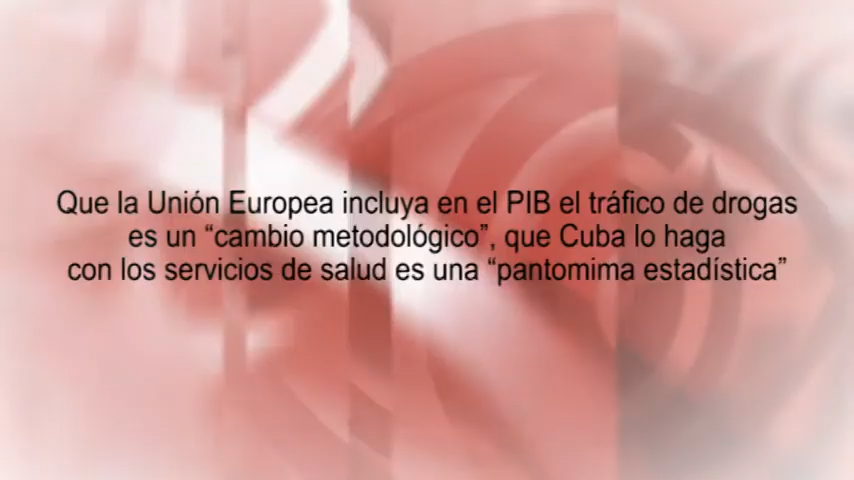 Que la Unión Europea incluya en el PIB el tráfico de drogas
es un “cambio metodológico”, que Cuba lo haga
con los servicios de salud es una “pantomima estadística”